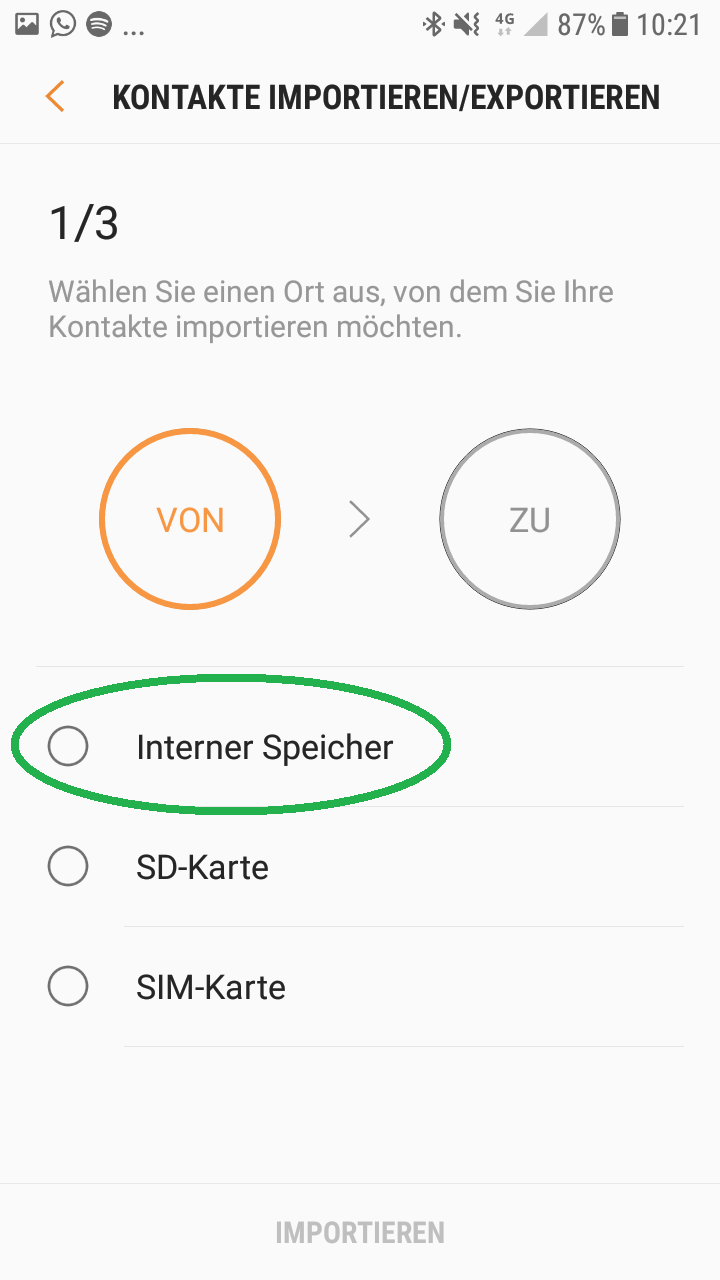 ... 4G 87% 10:21
KONTAKTE IMPORTIEREN/EXPORTIEREN
1/3
Wählen Sie einen Ort aus, von dem Sie Ihre
Kontakte importieren möchten.
VON > ZU
Interner Speicher
SD-Karte
SIM-Karte
IMPORTIEREN